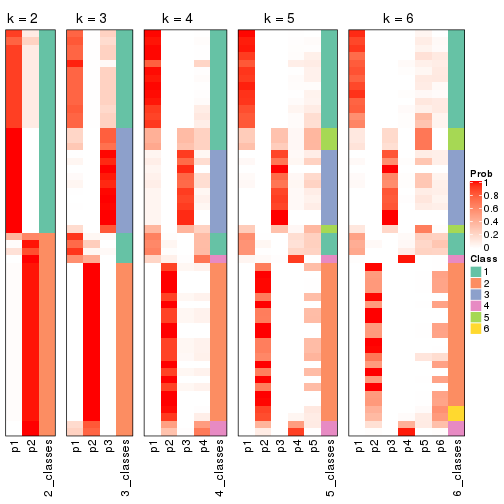 k = 2
k = 3
k = 4
k = 5
k = 6
Prob
1
0.8
0.6
0.4
0.2
0
Class
1
2
3
4
5
6
p1
p2
2_classes
p1
p2
p3
3_classes
p1
p2
p3
p4
4_classes
p1
p2
p3
p4
p5
5_classes
p1
p2
p3
p4
p5
p6
6_classes